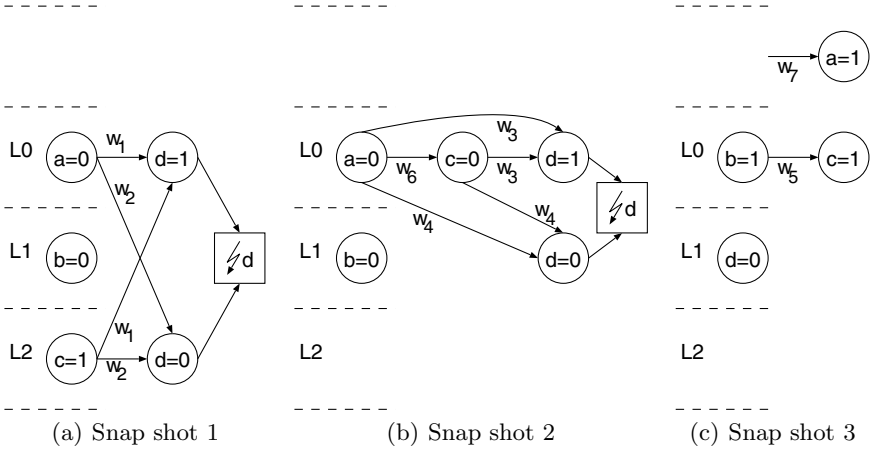 a=1
w7
L0
a=0
w1
d=1
w2
L1
b=0
d
w1
L2
c=1
w2
d=0
(a) Snap shot 1
L0
a=0
w6
c=0
w3
w3
d=1
d
w4
w4
L1
b=0
d=0
L2
(b) Snap shot 2
L0
b=1
w5
c=1
L1
d=0
L2
(c) Snap shot 3